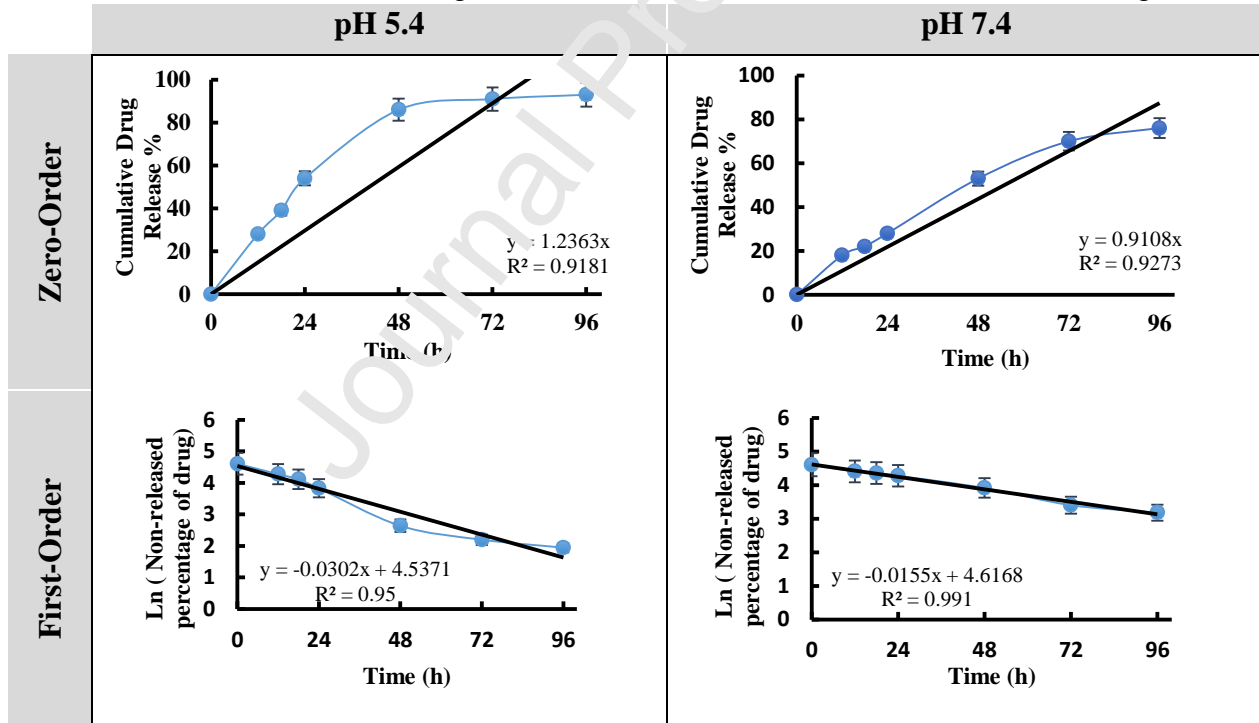 pH 5.4
pH 7.4
Zero-Order
Cumulative Drug
Release %
100
80
60
40
20
0
0
24
48
72
96
Time (h)
y = 1.2363x
R² = 0.9181
Cumulative Drug
Release %
100
80
60
40
20
0
0
24
48
72
96
Time (h)
y = 0.9108x
R² = 0.9273
First-Order
Ln ( Non-released
percentage of drug)
6
5
4
3
2
1
0
0
24
48
72
96
Time (h)
y = -0.0302x + 4.5371
R² = 0.95
Ln ( Non-released
percentage of drug)
6
5
4
3
2
1
0
0
24
48
72
96
Time (h)
y = -0.0155x + 4.6168
R² = 0.991
Journal